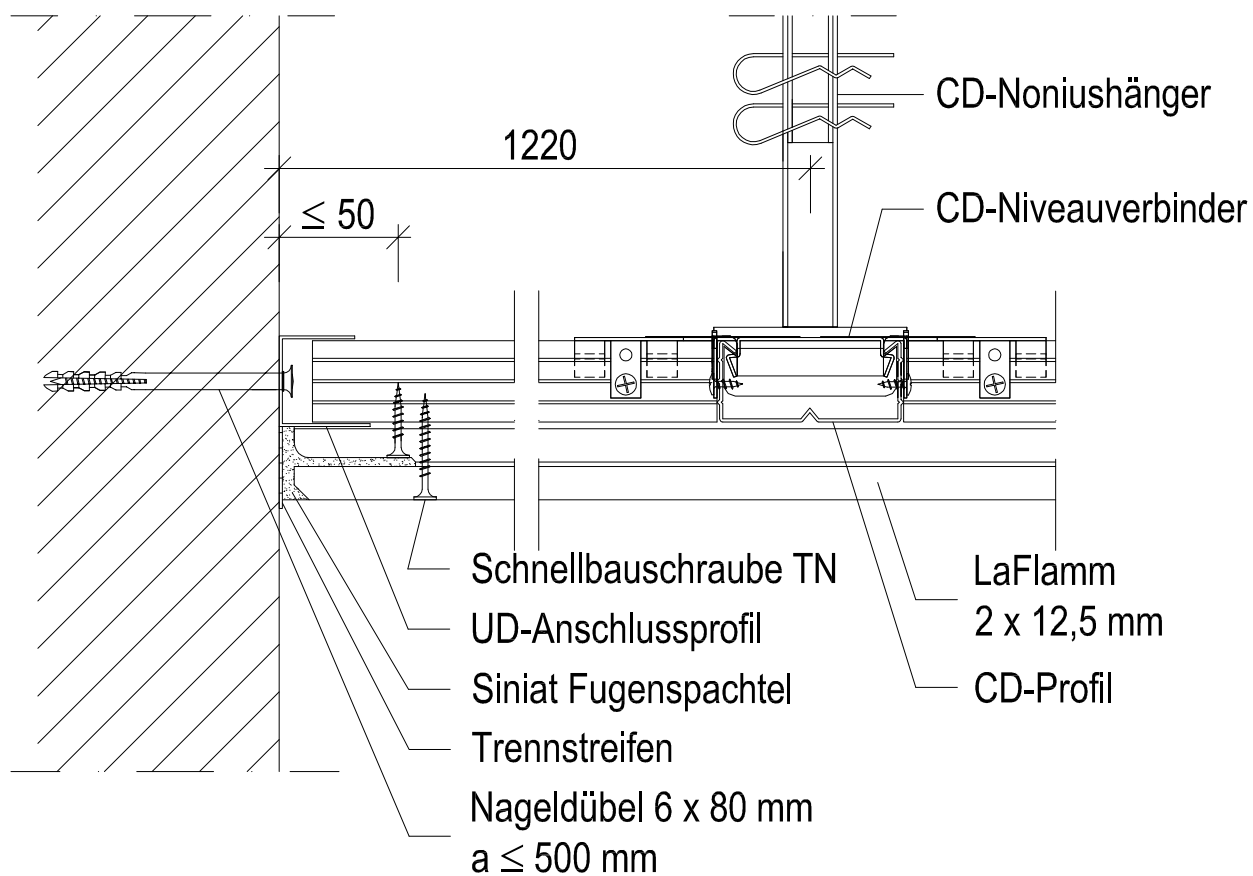 CD-Noniushänger
1220
CD-Niveauverbinder
≤ 50
Schnellbauschraube TN
UD-Anschlussprofil
Siniat Fugenspachtel
Trennstreifen
Nageldübel 6 x 80 mm
a ≤ 500 mm
LaFlamm
2 x 12,5 mm
CD-Profil